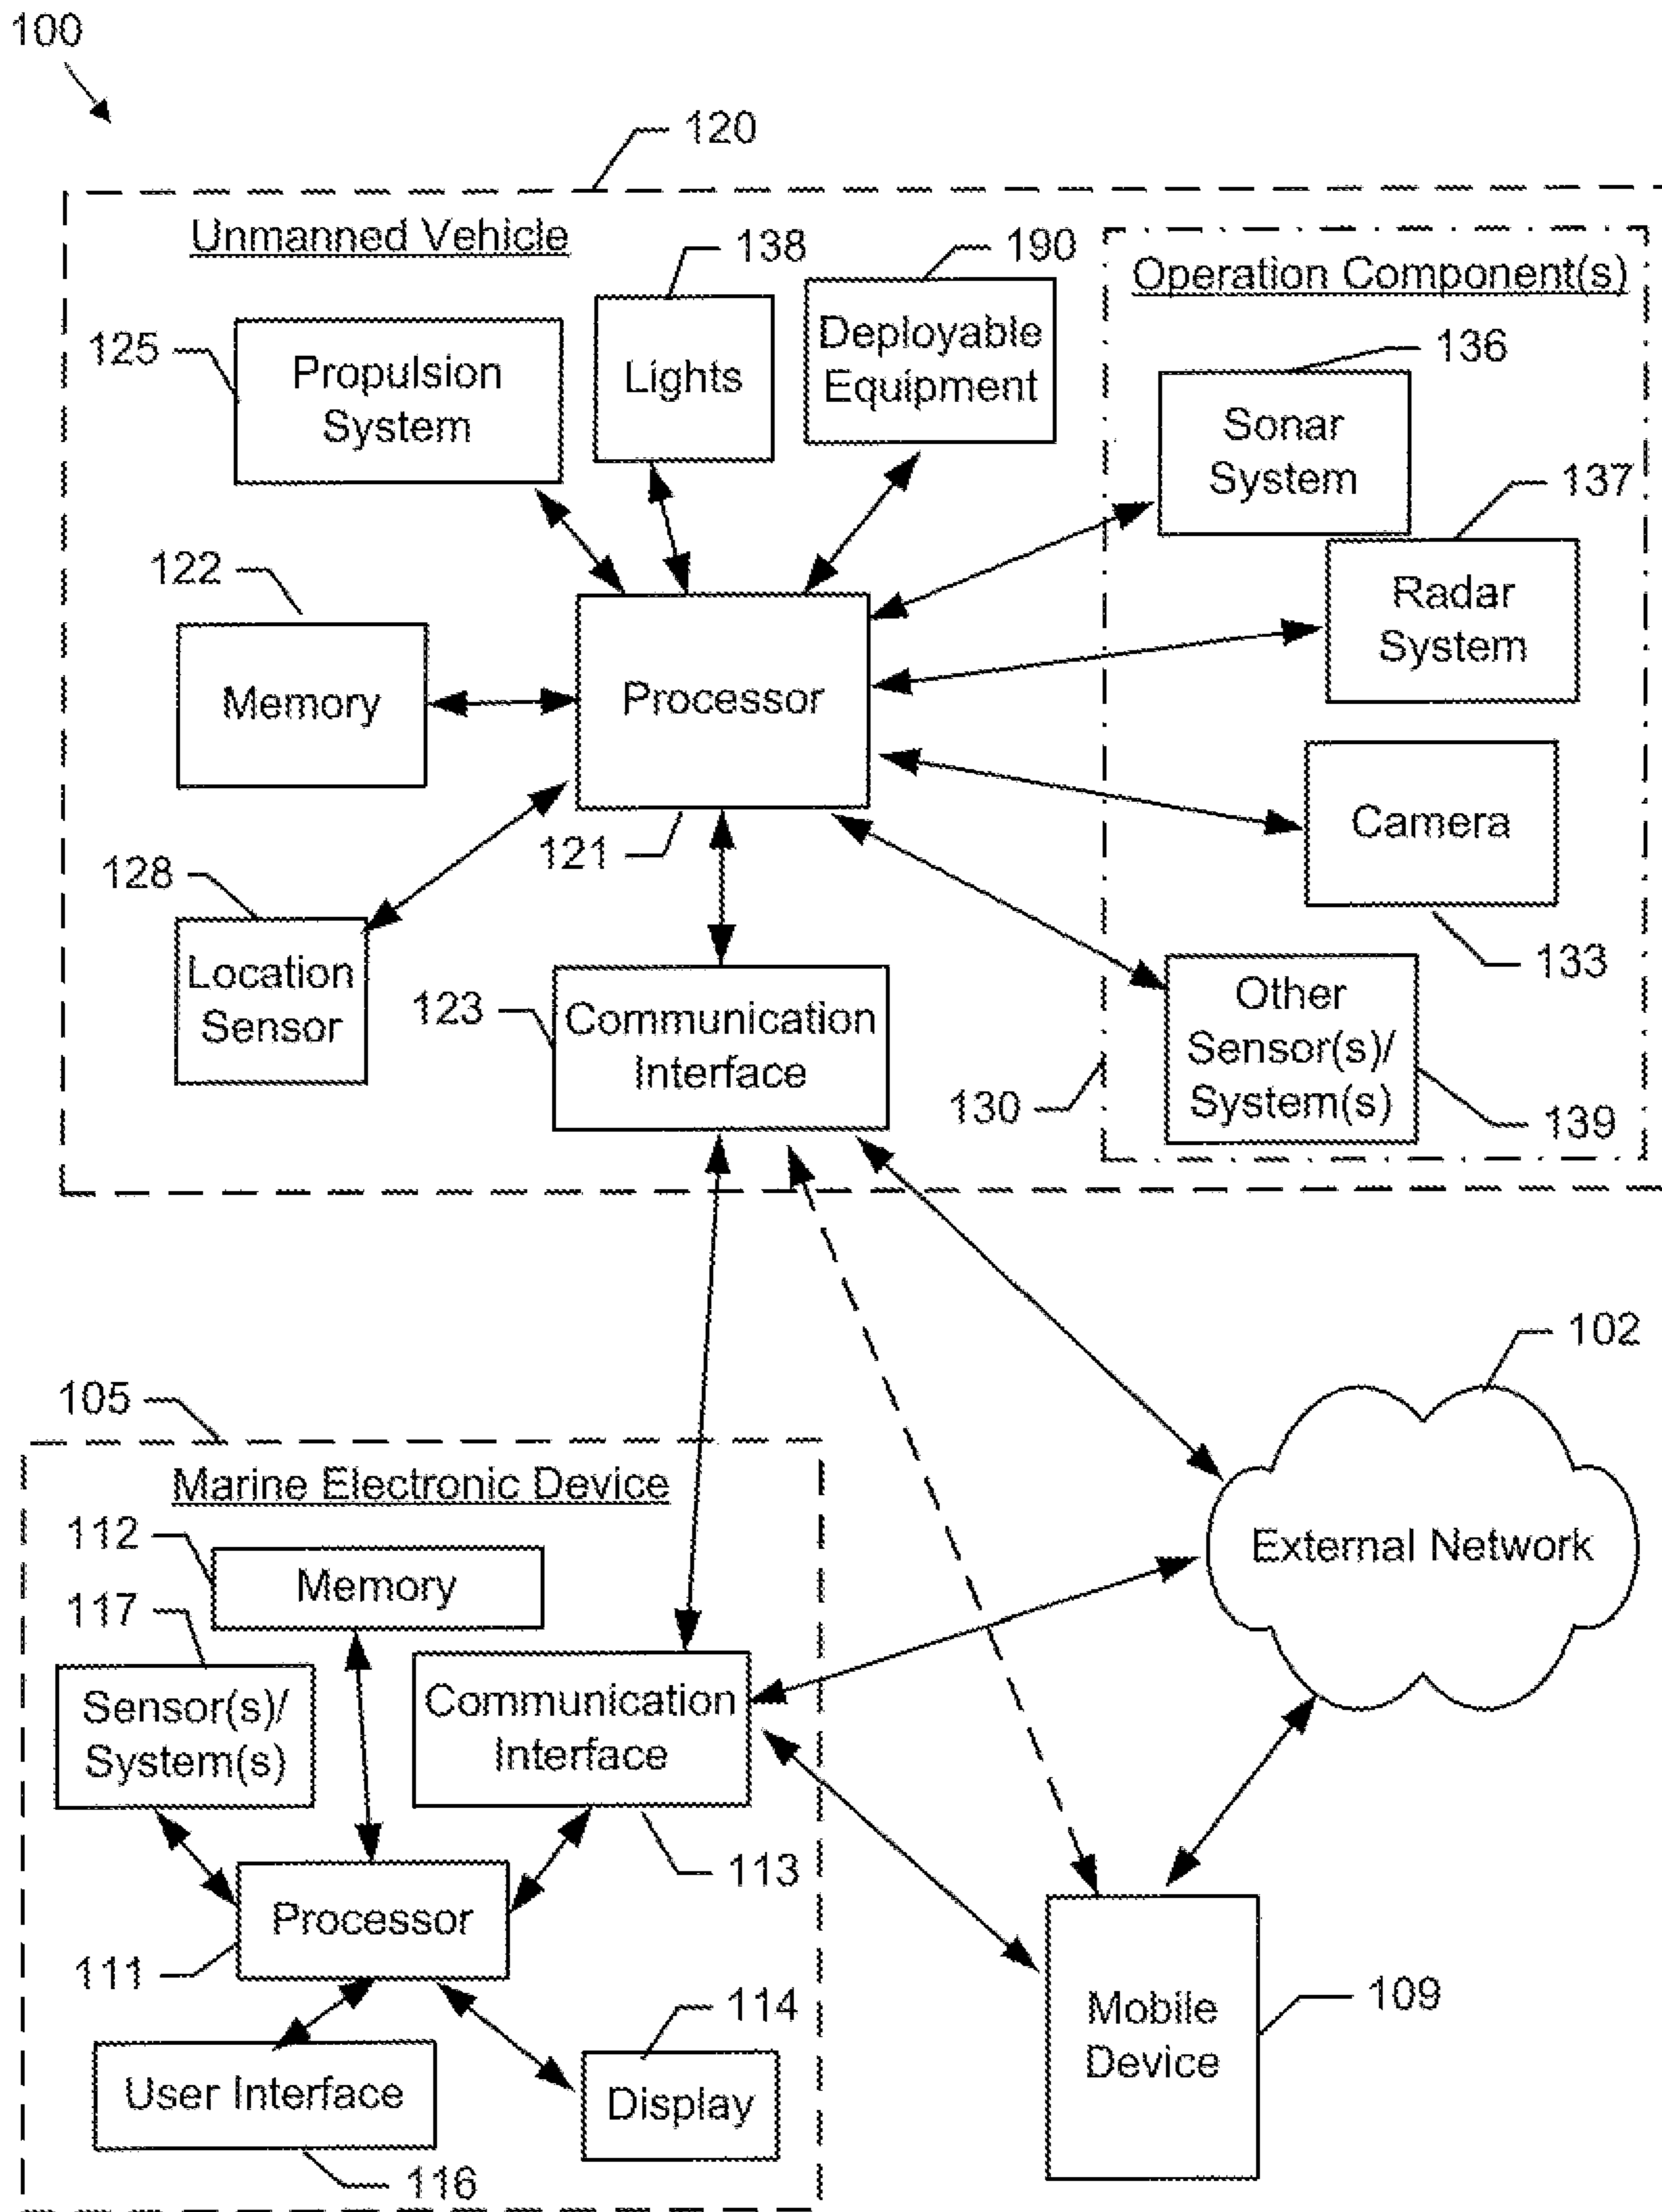 100
120
Unmanned Vehicle
138
190
Operation Component(s)
125
Propulsion
System
Lights
Deployable
Equipment
136
Sonar
System
137
122
Radar
System
Memory
Processor
121
Camera
133
128
Location
Sensor
123
Communication
Interface
Other
Sensor(s)/
System(s)
130
139
102
External Network
105
Marine Electronic Device
112
Memory
117
Sensor(s)/
System(s)
Communication
Interface
113
Processor
111
114
User Interface
116
Display
Mobile
Device
109